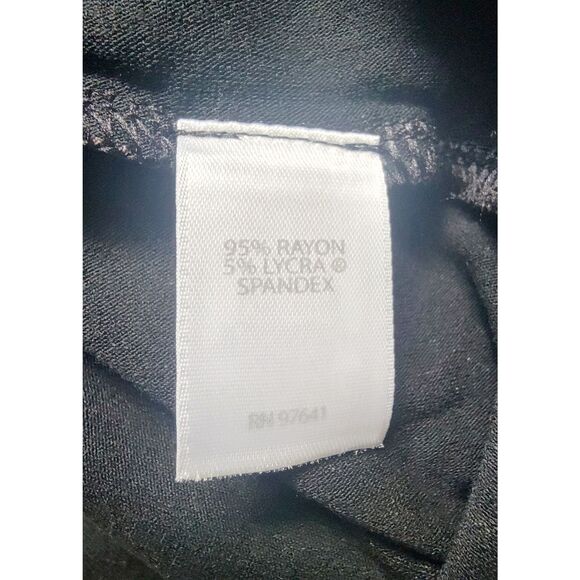 95% RAYON
5% LYCRA ®
SPANDEX
RN 97641